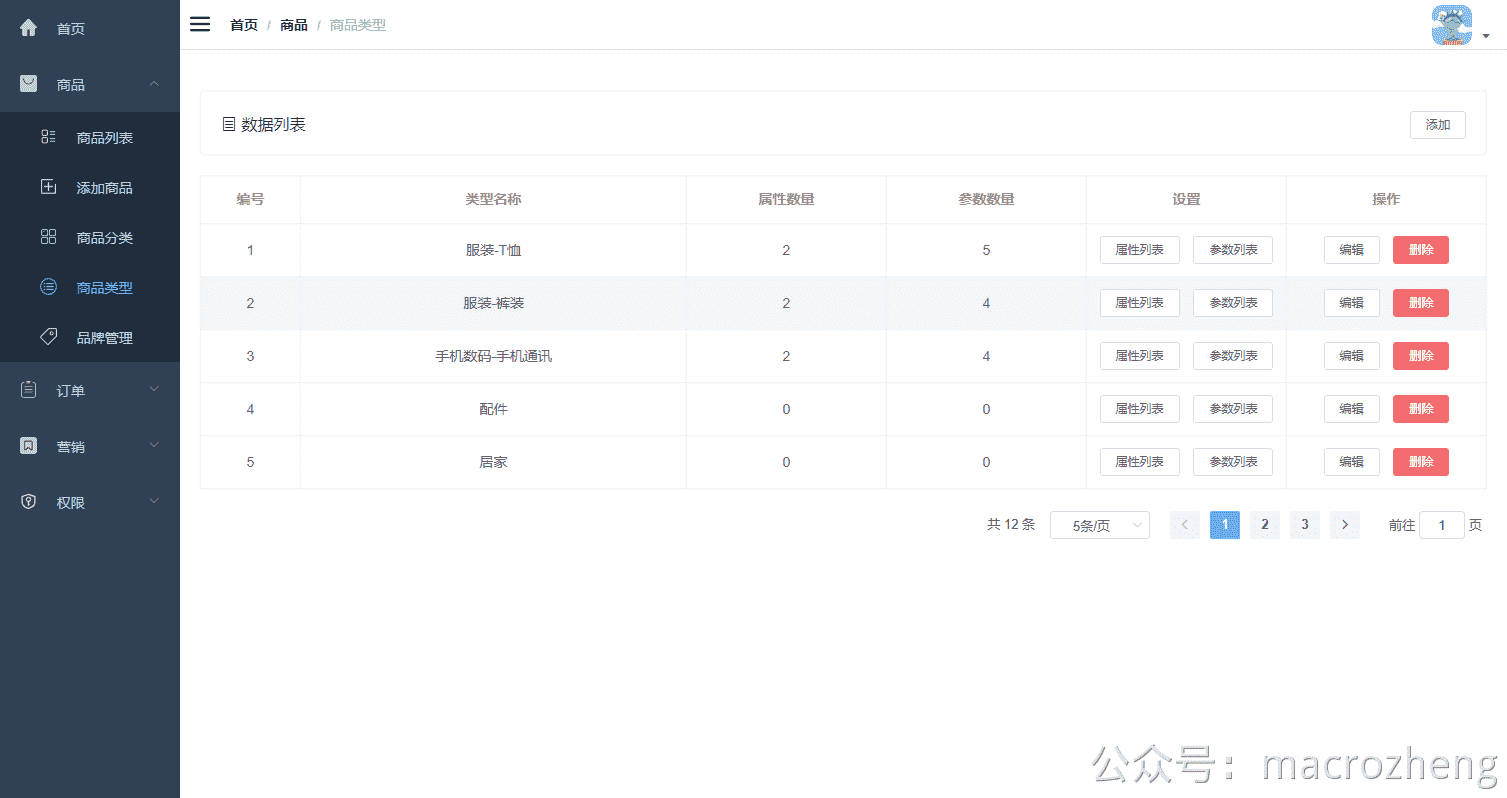 首页
商品
商品列表
添加商品
商品分类
商品类型
品牌管理
订单
营销
权限
首页 / 商品 / 商品类型
数据列表 添加
编号 类型名称 属性数量 参数数量 设置 操作
1 服装-T恤 2 5 属性列表 参数列表 编辑 删除
2 服装-裤装 2 4 属性列表 参数列表 编辑 删除
3 手机数码-手机通讯 2 4 属性列表 参数列表 编辑 删除
4 配件 0 0 属性列表 参数列表 编辑 删除
5 居家 0 0 属性列表 参数列表 编辑 删除
共 12 条 5条/页 1 2 3 前往 1 页
公众号：macrozheng